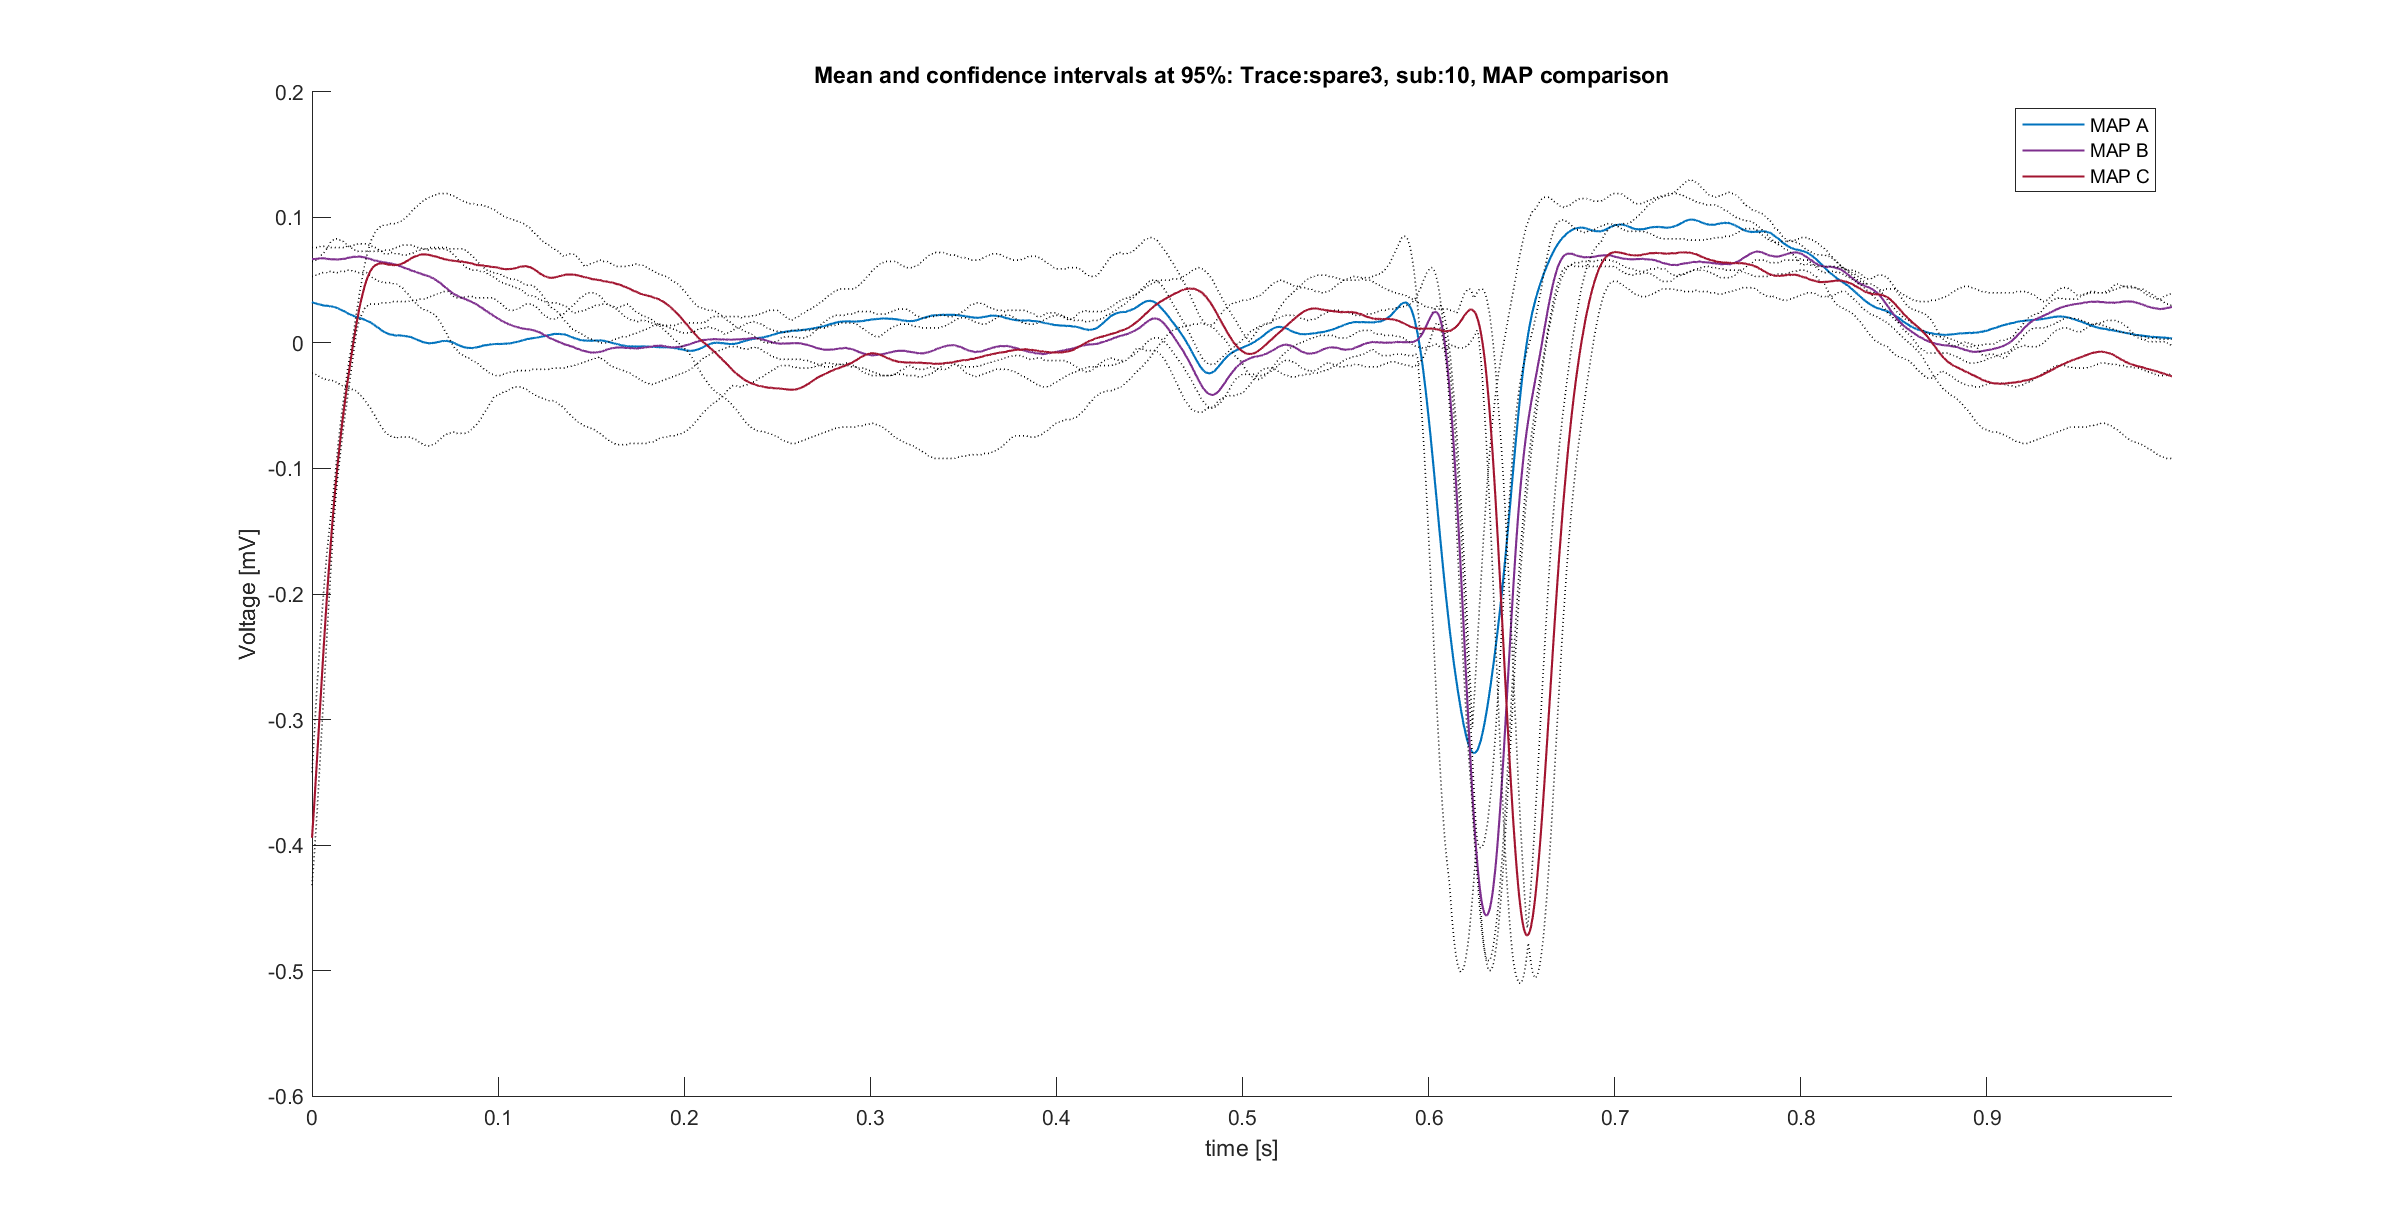 Mean and confidence intervals at 95%: Trace:spare3, sub:10, MAP comparison
0.2
0.1
0
-0.1
-0.2
-0.3
-0.4
-0.5
-0.6
Voltage [mV]
MAP A
MAP B
MAP C
0 0.1 0.2 0.3 0.4 0.5 0.6 0.7 0.8 0.9
time [s]